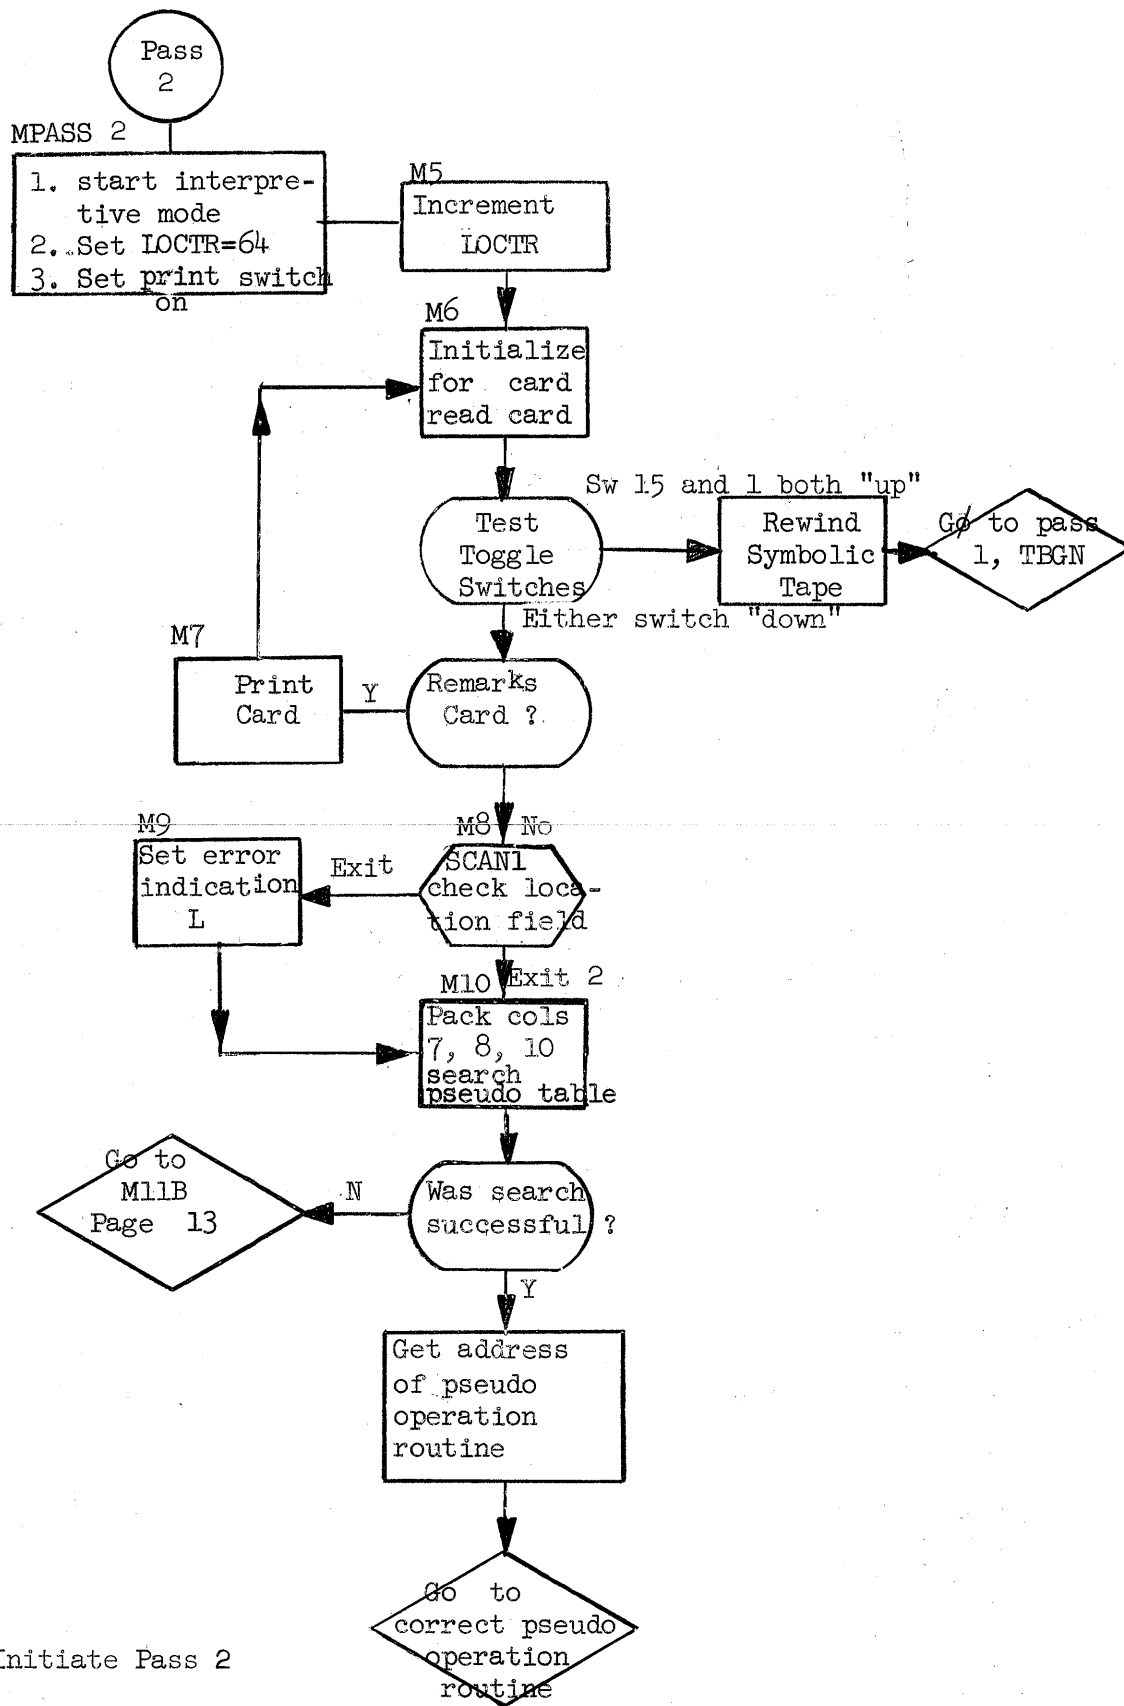 Pass
2
MPASS 2
1. start interpre-
tive mode
2. Set LOCTR=64
3. Set print switch
on
M5
Increment
LOCTR
M6
Initialize
for card
read card
Test
Toggle
Switches
Sw 15 and 1 both "up"
Rewind
Symbolic
Tape
Gø to pass
1, TBGN
Either switch "down"
M7
Print
Card
Y
Remarks
Card ?
M8 No
SCAN1
check loca-
tion field
Exit
M9
Set error
indication
L
Exit 2
M10
Pack cols
7, 8, 10
search
pseudo table
Was search
successful ?
N
Go to
M11B
Page 13
Y
Get address
of pseudo
operation
routine
Go to
correct pseudo
operation
routine
Initiate Pass 2